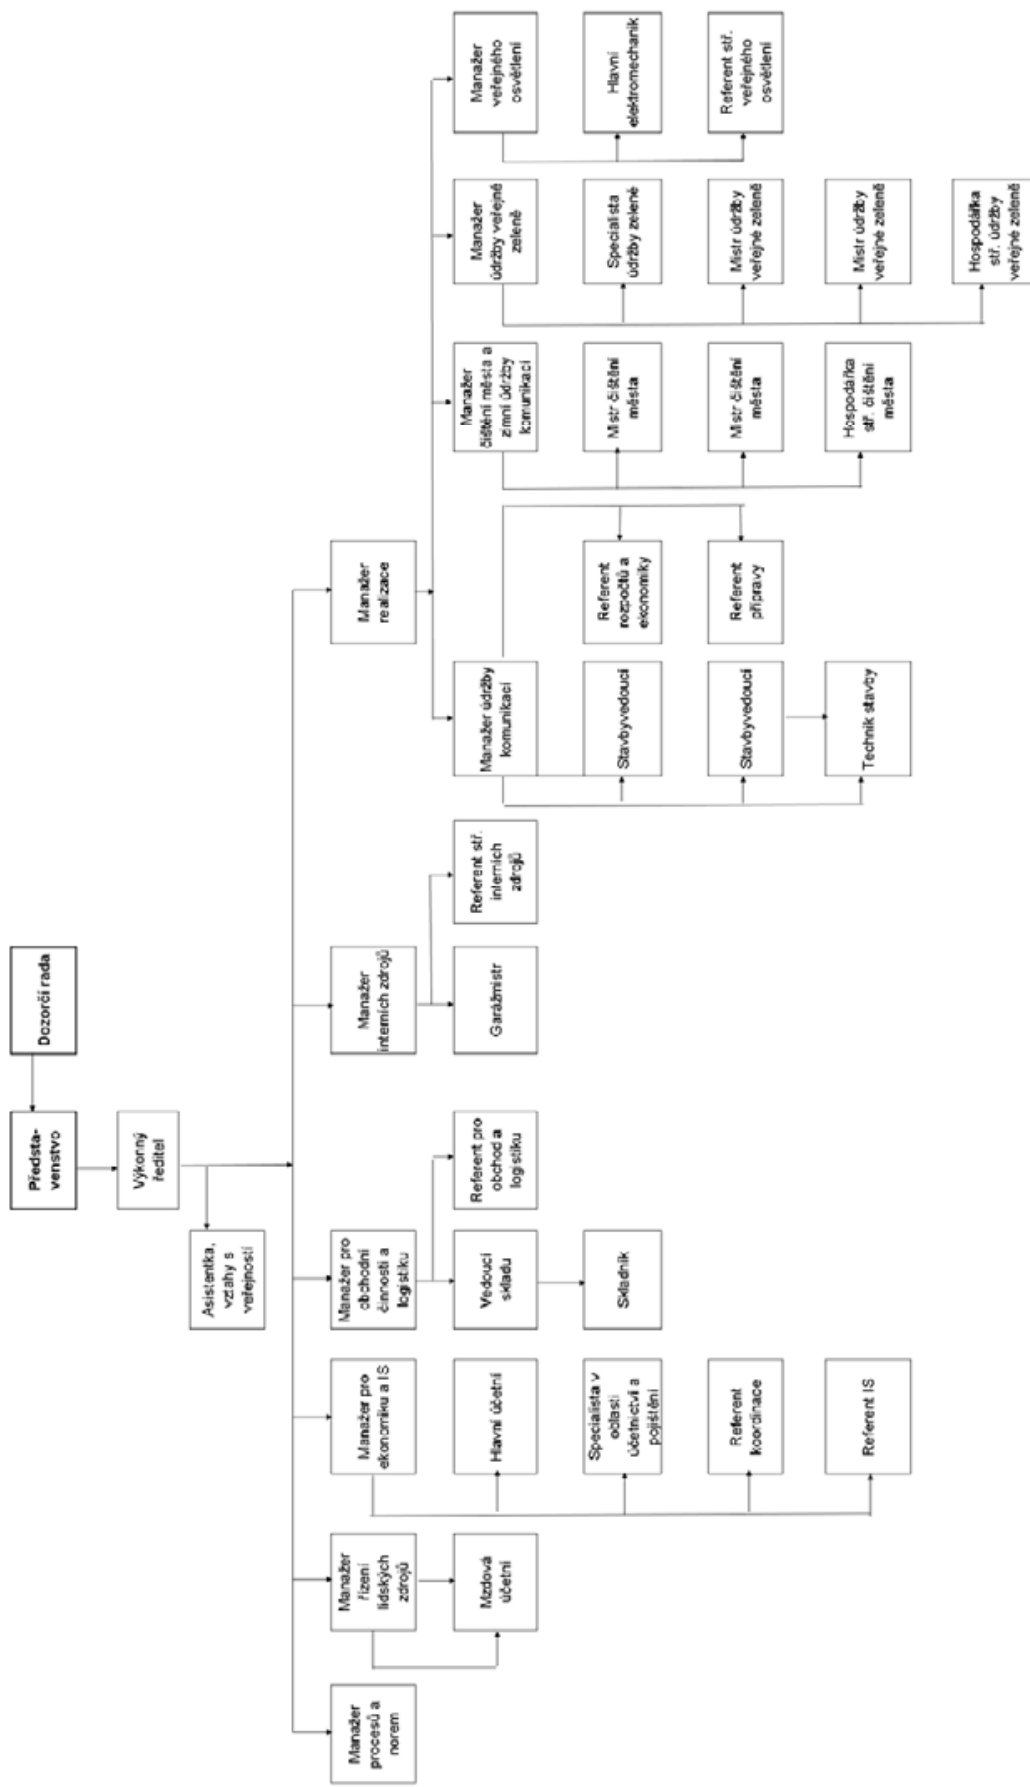 Dozorčí rada
Předsta-
venstvo
Výkonný
ředitel
Asistentka,
vztahy s
veřejností
Manažer
procesů a
norem
Manažer
řízení
lidských
zdrojů
Manažer pro
ekonomiku a IS
Manažer pro
obchodní
činnosti a
logistiku
Manažer
interních zdrojů
Manažer
realizace
Mzdová
účetní
Hlavní účetní
Specialista v
oblasti
účetnictví a
pojištění
Referent
koordinace
Referent IS
Vedoucí
skladu
Referent pro
obchod a
logistiku
Skladník
Garážmistr
Referent stř.
interních
zdrojů
Manažer údržby
komunikací
Stavbyvedoucí
Stavbyvedoucí
Technik stavby
Referent
rozpočtů a
ekonomiky
Referent
přípravy
Manažer
čištění města a
zimní údržby
komunikací
Mistr čištění
města
Mistr čištění
města
Hospodářka
stř. čištění
města
Manažer
údržby veřejné
zeleně
Specialista
údržby zeleně
Mistr údržby
veřejné zeleně
Mistr údržby
veřejné zeleně
Hospodářka
stř. údržby
veřejné zeleně
Manažer
veřejného
osvětlení
Hlavní
elektromechanik
Referent stř.
veřejného
osvětlení